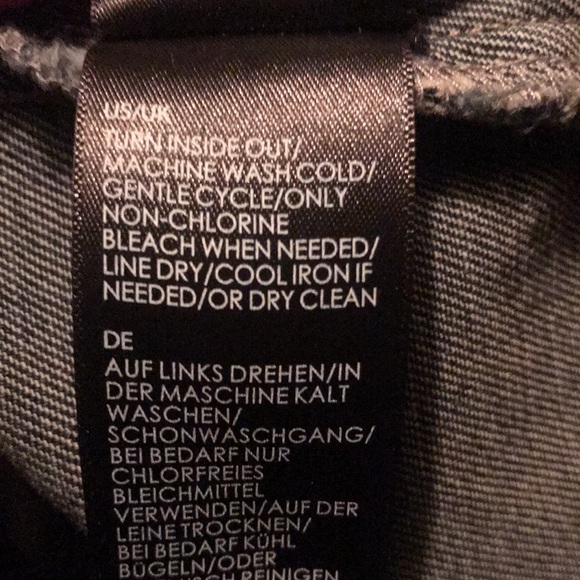 US/UK
TURN INSIDE OUT/
MACHINE WASH COLD/
GENTLE CYCLE/ONLY
NON-CHLORINE
BLEACH WHEN NEEDED/
LINE DRY/COOL IRON IF
NEEDED/OR DRY CLEAN
DE
AUF LINKS DREHEN/IN
DER MASCHINE KALT
WASCHEN/
SCHONWASCHGANG/
BEI BEDARF NUR
CHLORFREIES
BLEICHMITTEL
VERWENDEN/AUF DER
LEINE TROCKNEN/
BEI BEDARF KÜHL
BÜGELN/ODER
REINIGEN